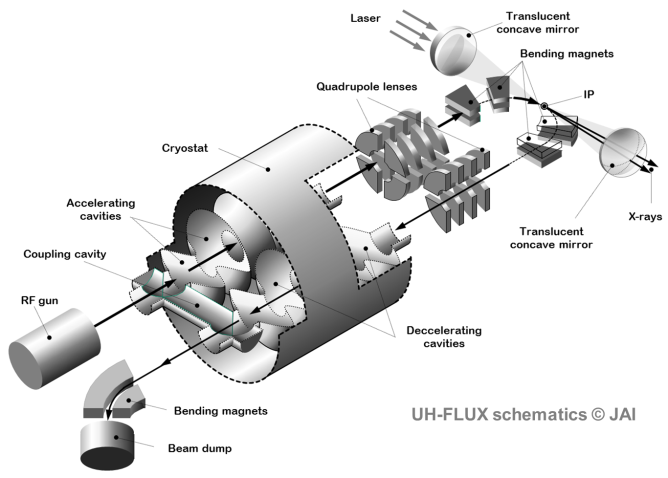 Laser
Translucent
concave mirror
Bending magnets
Quadrupole lenses
IP
Cryostat
Accelerating
cavities
X-rays
Coupling cavity
Translucent
concave mirror
RF gun
Deccelerating
cavities
Bending magnets
UH-FLUX schematics © JAI
Beam dump